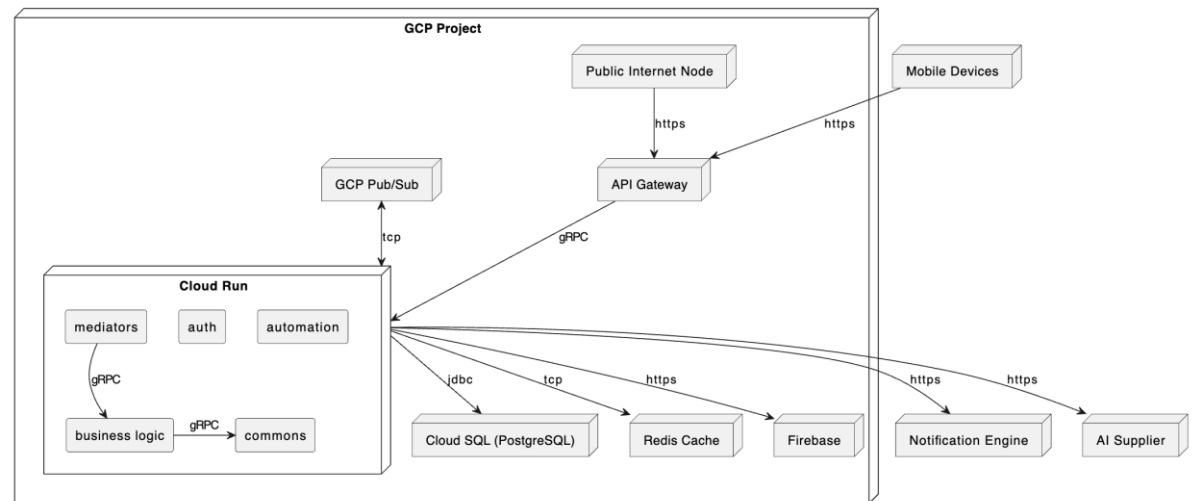 GCP Project
Public Internet Node
Mobile Devices
https
https
GCP Pub/Sub
API Gateway
tcp
gRPC
Cloud Run
mediators
auth
automation
gRPC
jdbc
tcp
https
https
https
business logic
gRPC
commons
Cloud SQL (PostgreSQL)
Redis Cache
Firebase
Notification Engine
AI Supplier